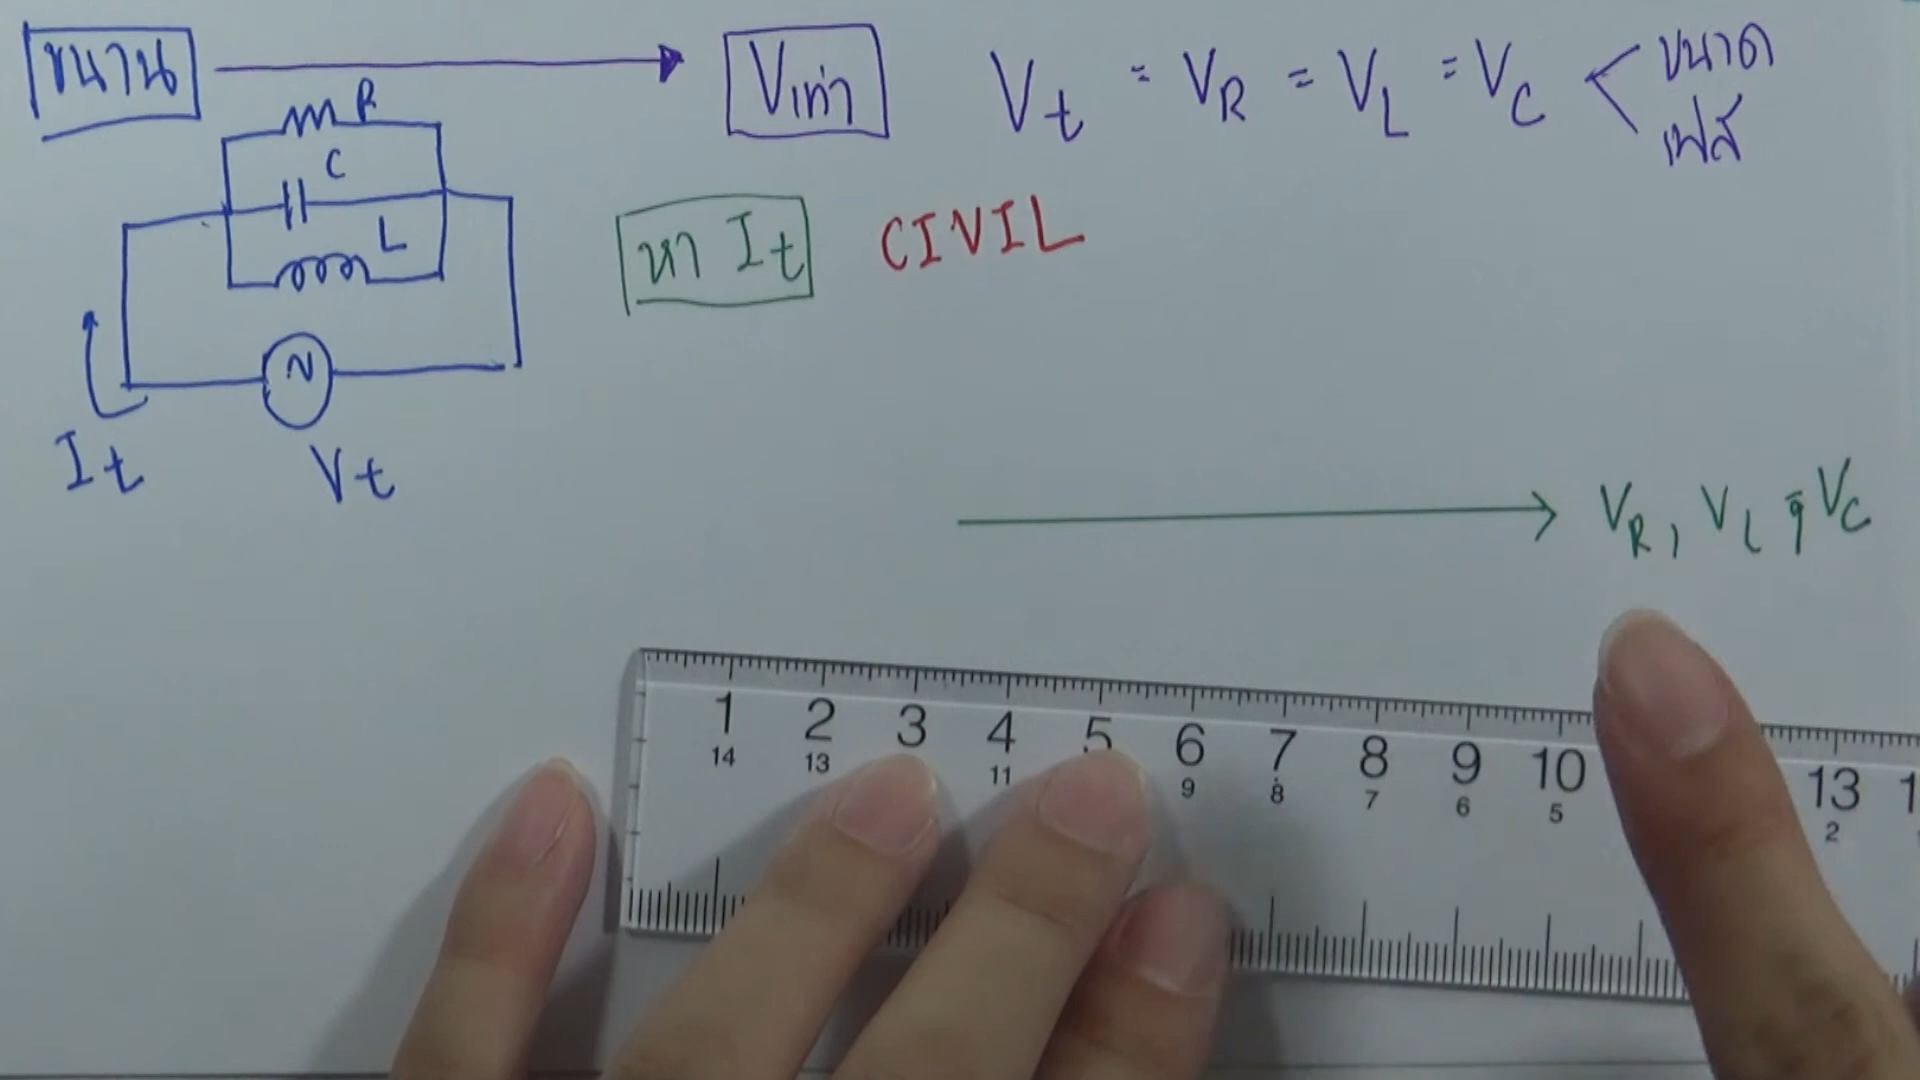 ขนาน
Vเท่า
Vt = VR = VL = VC < ขนาด
เฟส
R
C
L
หา It
CIVIL
It
Vt
VR, VL, VC
1 2 3 4 5 6 7 8 9 10 13 1
14 13 11 9 8 7 6 5 2